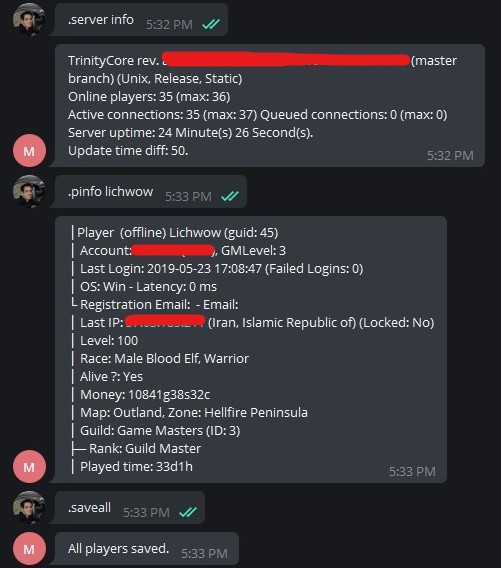 .server info 5:32 PM
TrinityCore rev. (master
branch) (Unix, Release, Static)
Online players: 35 (max: 36)
Active connections: 35 (max: 37) Queued connections: 0 (max: 0)
Server uptime: 24 Minute(s) 26 Second(s).
Update time diff: 50.
M
5:32 PM
.pinfo lichwow 5:33 PM
│Player (offline) Lichwow (guid: 45)
│ Account: , GMLevel: 3
│ Last Login: 2019-05-23 17:08:47 (Failed Logins: 0)
│ OS: Win - Latency: 0 ms
└ Registration Email: - Email:
│ Last IP: (Iran, Islamic Republic of) (Locked: No)
│ Level: 100
│ Race: Male Blood Elf, Warrior
│ Alive ?: Yes
│ Money: 10841g38s32c
│ Map: Outland, Zone: Hellfire Peninsula
│ Guild: Game Masters (ID: 3)
├─ Rank: Guild Master
│ Played time: 33d1h
M
5:33 PM
.saveall 5:33 PM
M
All players saved. 5:33 PM